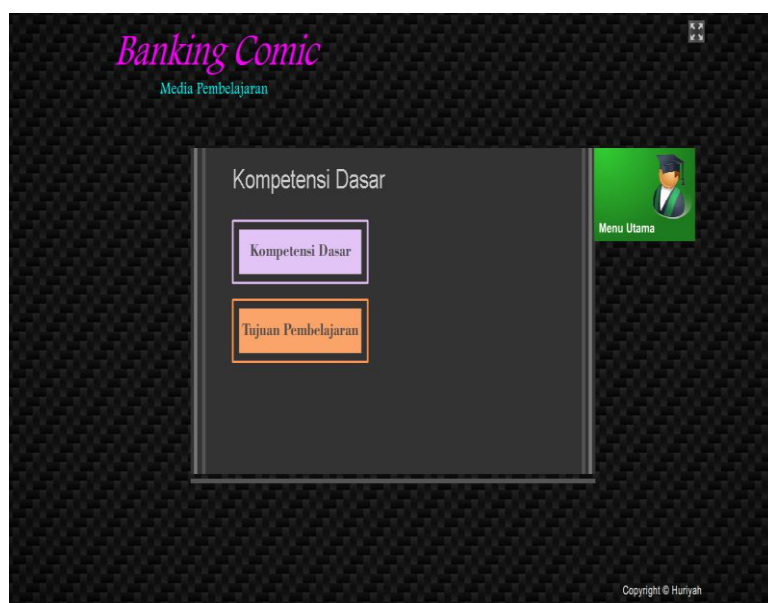 Banking Comic
Media Pembelajaran
Kompetensi Dasar
Menu Utama
Kompetensi Dasar
Tujuan Pembelajaran
Copyright © Huriyah